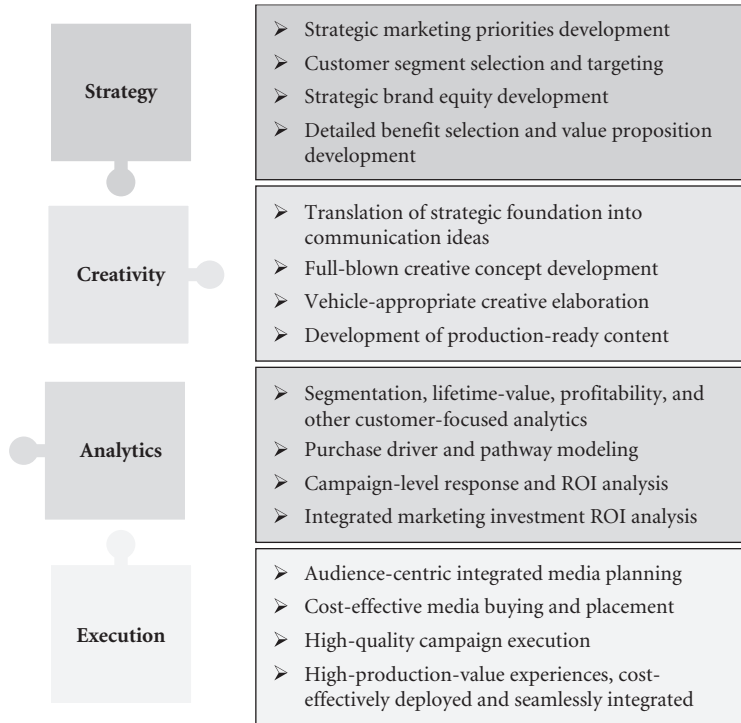 Strategy
➢ Strategic marketing priorities development
➢ Customer segment selection and targeting
➢ Strategic brand equity development
➢ Detailed benefit selection and value proposition
development
Creativity
➢ Translation of strategic foundation into
communication ideas
➢ Full-blown creative concept development
➢ Vehicle-appropriate creative elaboration
➢ Development of production-ready content
Analytics
➢ Segmentation, lifetime-value, profitability, and
other customer-focused analytics
➢ Purchase driver and pathway modeling
➢ Campaign-level response and ROI analysis
➢ Integrated marketing investment ROI analysis
Execution
➢ Audience-centric integrated media planning
➢ Cost-effective media buying and placement
➢ High-quality campaign execution
➢ High-production-value experiences, cost-
effectively deployed and seamlessly integrated